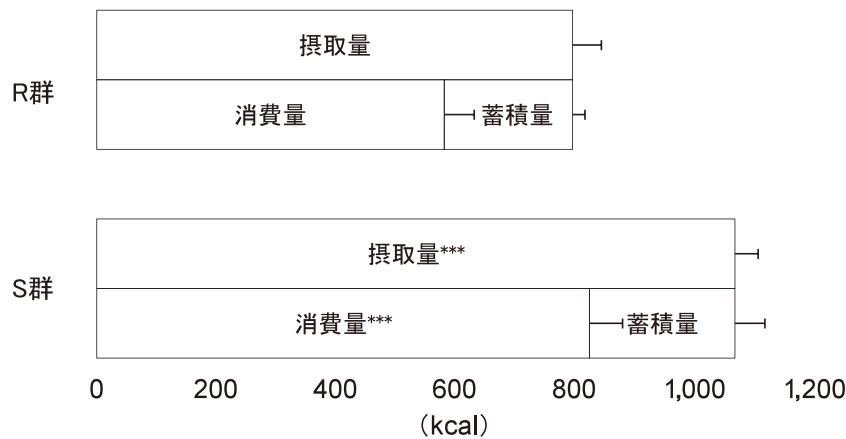 摂取量
R群
消費量
蓄積量
摂取量***
S群
消費量***
蓄積量
0 200 400 600 800 1,000 1,200
（kcal）